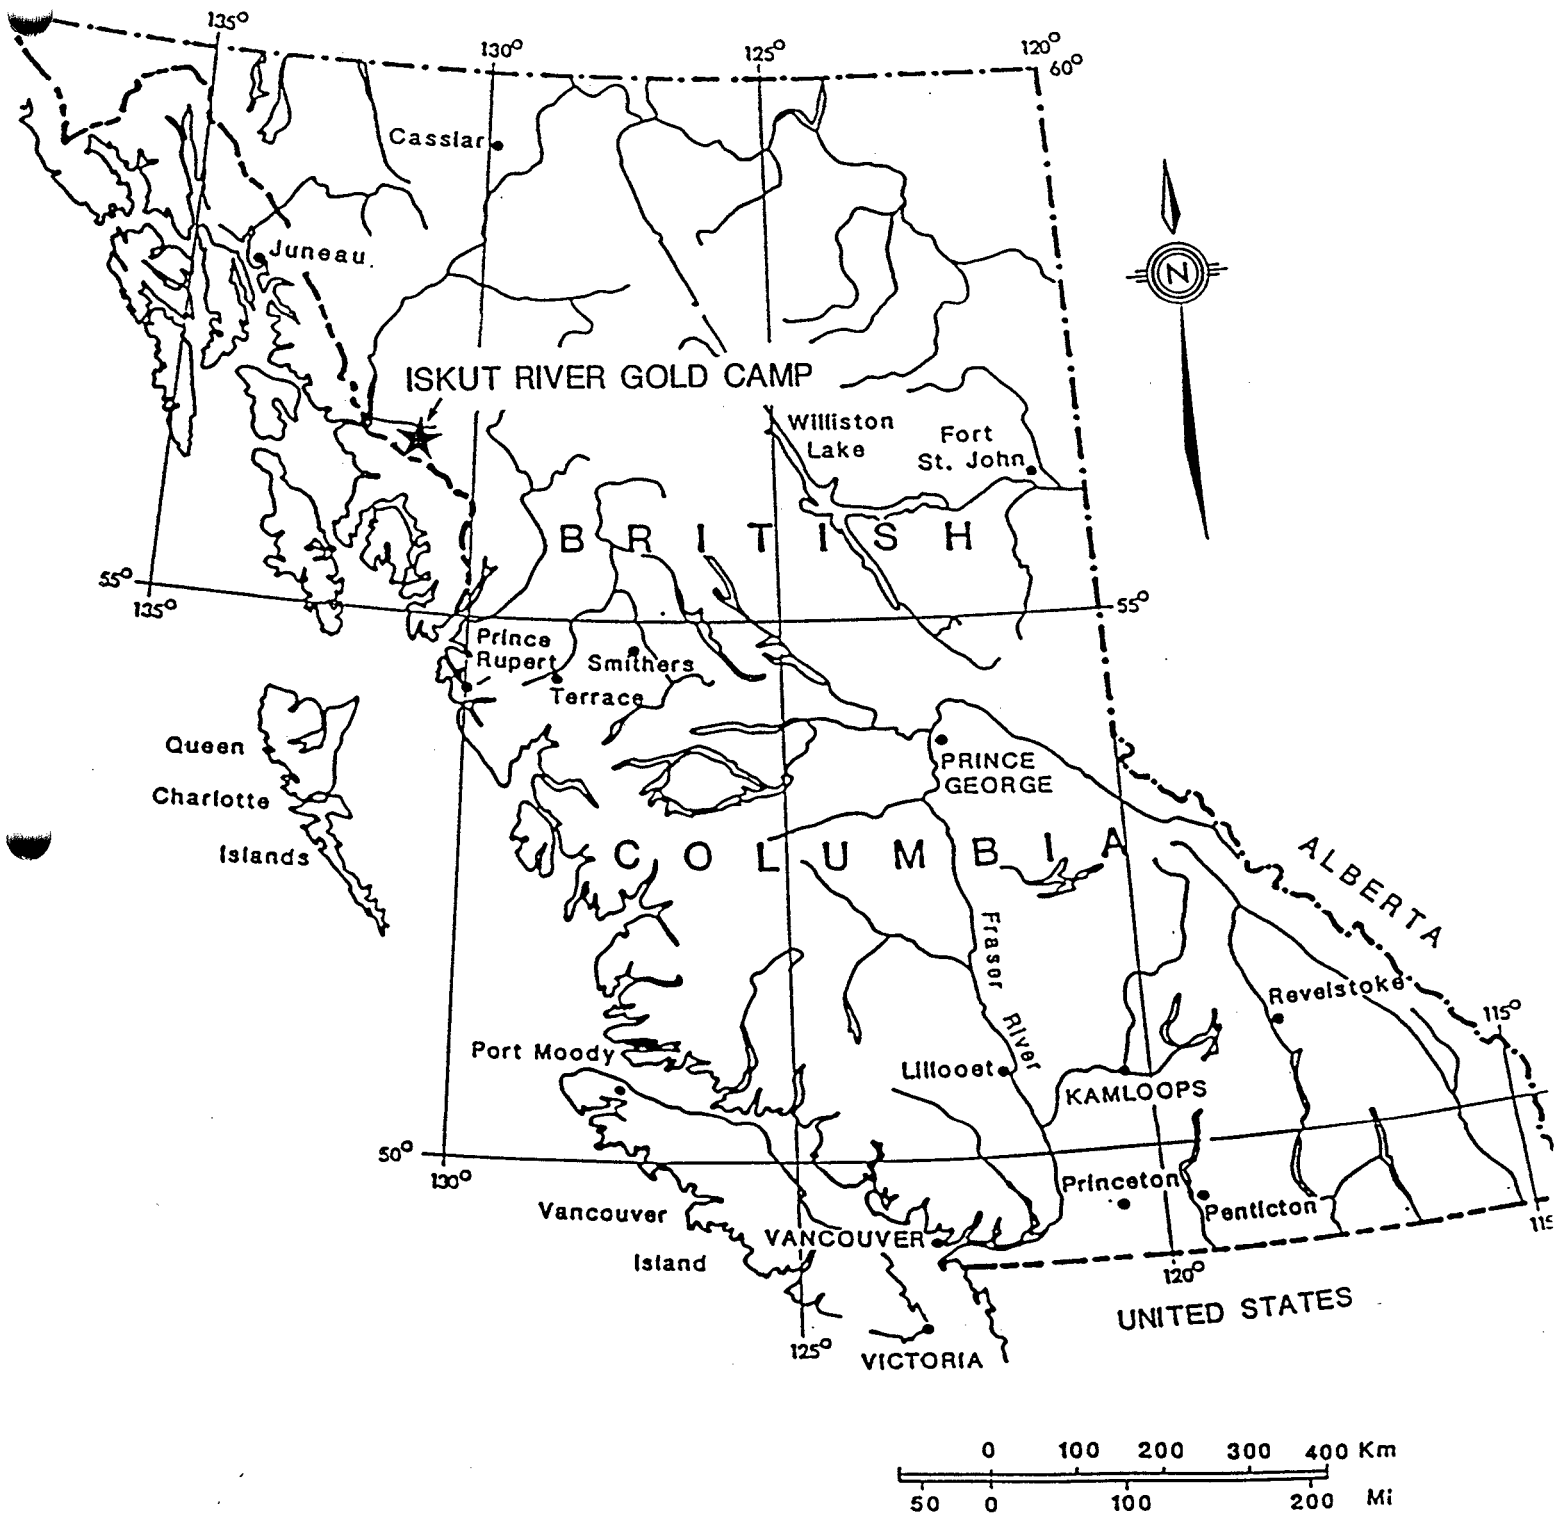 135°
130°
125°
120°
60°
Cassiar
Juneau
N
ISKUT RIVER GOLD CAMP
Williston
Lake
Fort
St. John
BRITISH
55°
135°
55°
Prince
Rupert
Smithers
Terrace
Queen
Charlotte
Islands
PRINCE
GEORGE
COLUMBIA
ALBERTA
Fraser River
Revelstoke
115°
Port Moody
Lillooet
KAMLOOPS
50°
130°
Princeton
Penticton
115
Vancouver
Island
VANCOUVER
120°
UNITED STATES
125°
VICTORIA
0 100 200 300 400 Km
50 0 100 200 Mi